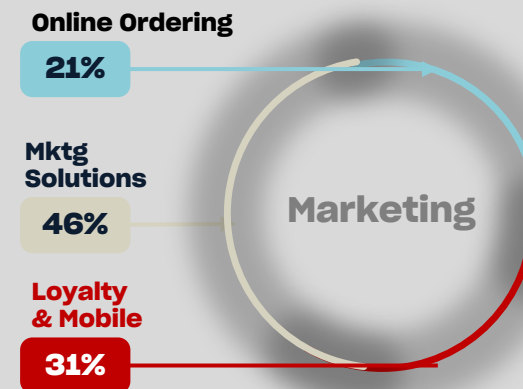 Online Ordering
21%
Mktg
Solutions
46%
Marketing
Loyalty
& Mobile
31%